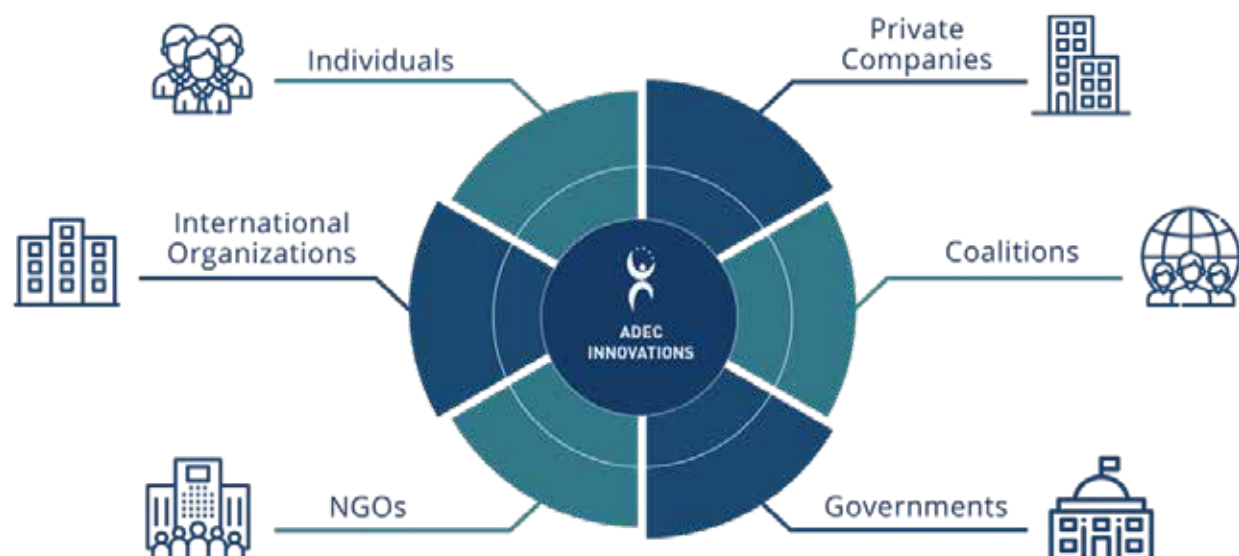 Individuals
Private
Companies
International
Organizations
Coalitions
ADEC
INNOVATIONS
NGOs
Governments